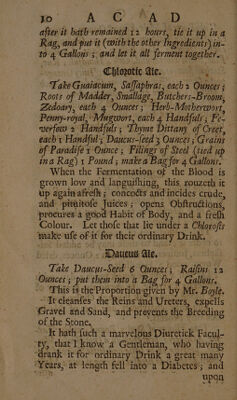 10 A C A D
after it hath remained 12 hours, tie it up in a
Rag, and put it (with the other Ingredients) in-
to 4 Gallons; and let it all ferment together.
Chlorotic Ale.
Take Guaiacum, Sassaphras, each 2 Ounces;
Roots of Madder, Smallage, Butchers-Broom,
Zedoary, each 4 Ounces; Herb-Motherwort,
Penny-royal, Mugwort, each 4 Handfuls; Fe-
verfew 2 Handfuls; Thyme Dittany of Creet,
each 1 Handful; Daucus-seed 3 Ounces; Grains
of Paradise 1 Ounce; Filings of Steel (tied up
in a Rag) 1 Pound; make a Bag for 4 Gallons.
When the Fermentation of the Blood is
grown low and languishing, this rouzeth it
up again afresh; concocts and incides crude,
and pituitose Juices; opens Obstructions,
procures a good Habit of Body, and a fresh
Colour. Let those that lie under a Chlorosis
make use of it for their ordinary Drink.
Daucus Ale.
Take Daucus-Seed 6 Ounces; Raisins 12
Ounces; put them into a Bag for 4 Gallons.
This is the Proportion given by Mr. Boyle.
It cleanses the Reins and Ureters, expells
Gravel and Sand, and prevents the Breeding
of the Stone.
It hath such a marvelous Diuretick Facul-
ty, that I know a Gentleman, who having
drank it for ordinary Drink a great many
Years, at length fell into a Diabetes; and
upon